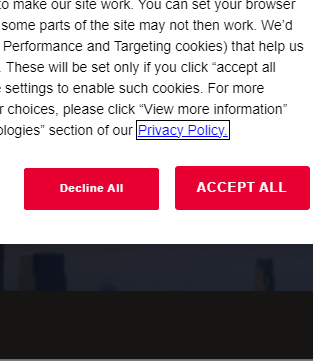 to make our site work. You can set your browser
some parts of the site may not then work. We'd
Performance and Targeting cookies) that help us
. These will be set only if you click “accept all
settings to enable such cookies. For more
r choices, please click “View more information”
ologies” section of our Privacy Policy.
Decline All
ACCEPT ALL